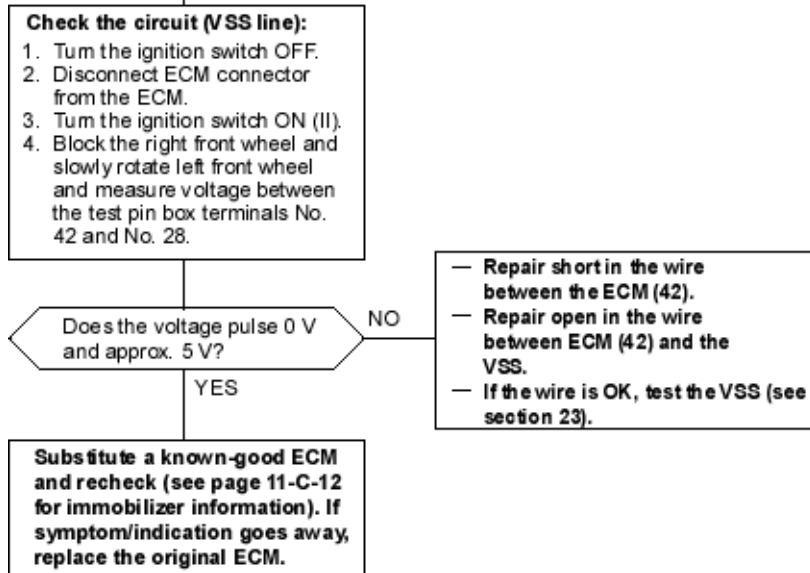 Check the circuit (VSS line):
1. Turn the ignition switch OFF.
2. Disconnect ECM connector
from the ECM.
3. Turn the ignition switch ON (II).
4. Block the right front wheel and
slowly rotate left front wheel
and measure voltage between
the test pin box terminals No.
42 and No. 28.
Does the voltage pulse 0 V
and approx. 5 V?
NO
— Repair short in the wire
between the ECM (42).
— Repair open in the wire
between ECM (42) and the
VSS.
— If the wire is OK, test the VSS (see
section 23).
YES
Substitute a known-good ECM
and recheck (see page 11-C-12
for immobilizer information). If
symptom/indication goes away,
replace the original ECM.